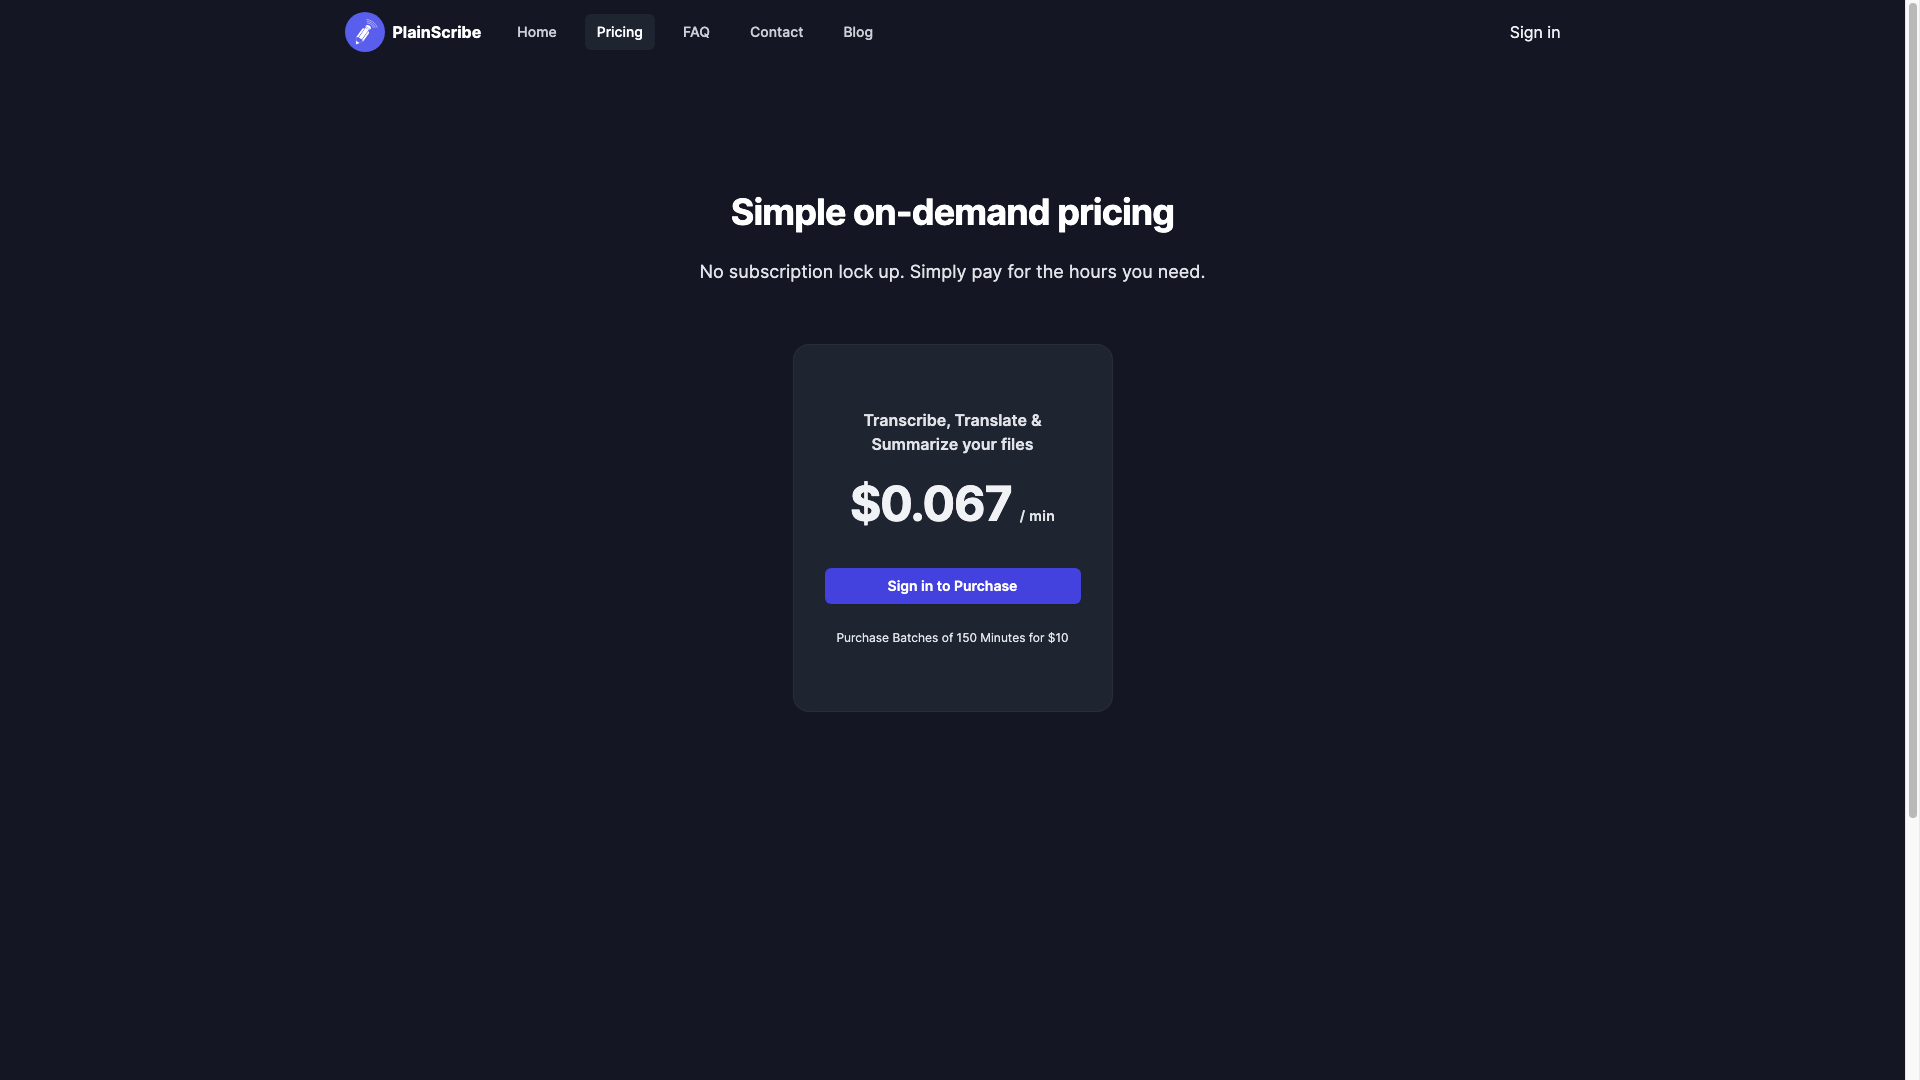 PlainScribe
Home
Pricing
FAQ
Contact
Blog
Sign in
Simple on-demand pricing
No subscription lock up. Simply pay for the hours you need.
Transcribe, Translate &
Summarize your files
$0.067 / min
Sign in to Purchase
Purchase Batches of 150 Minutes for $10